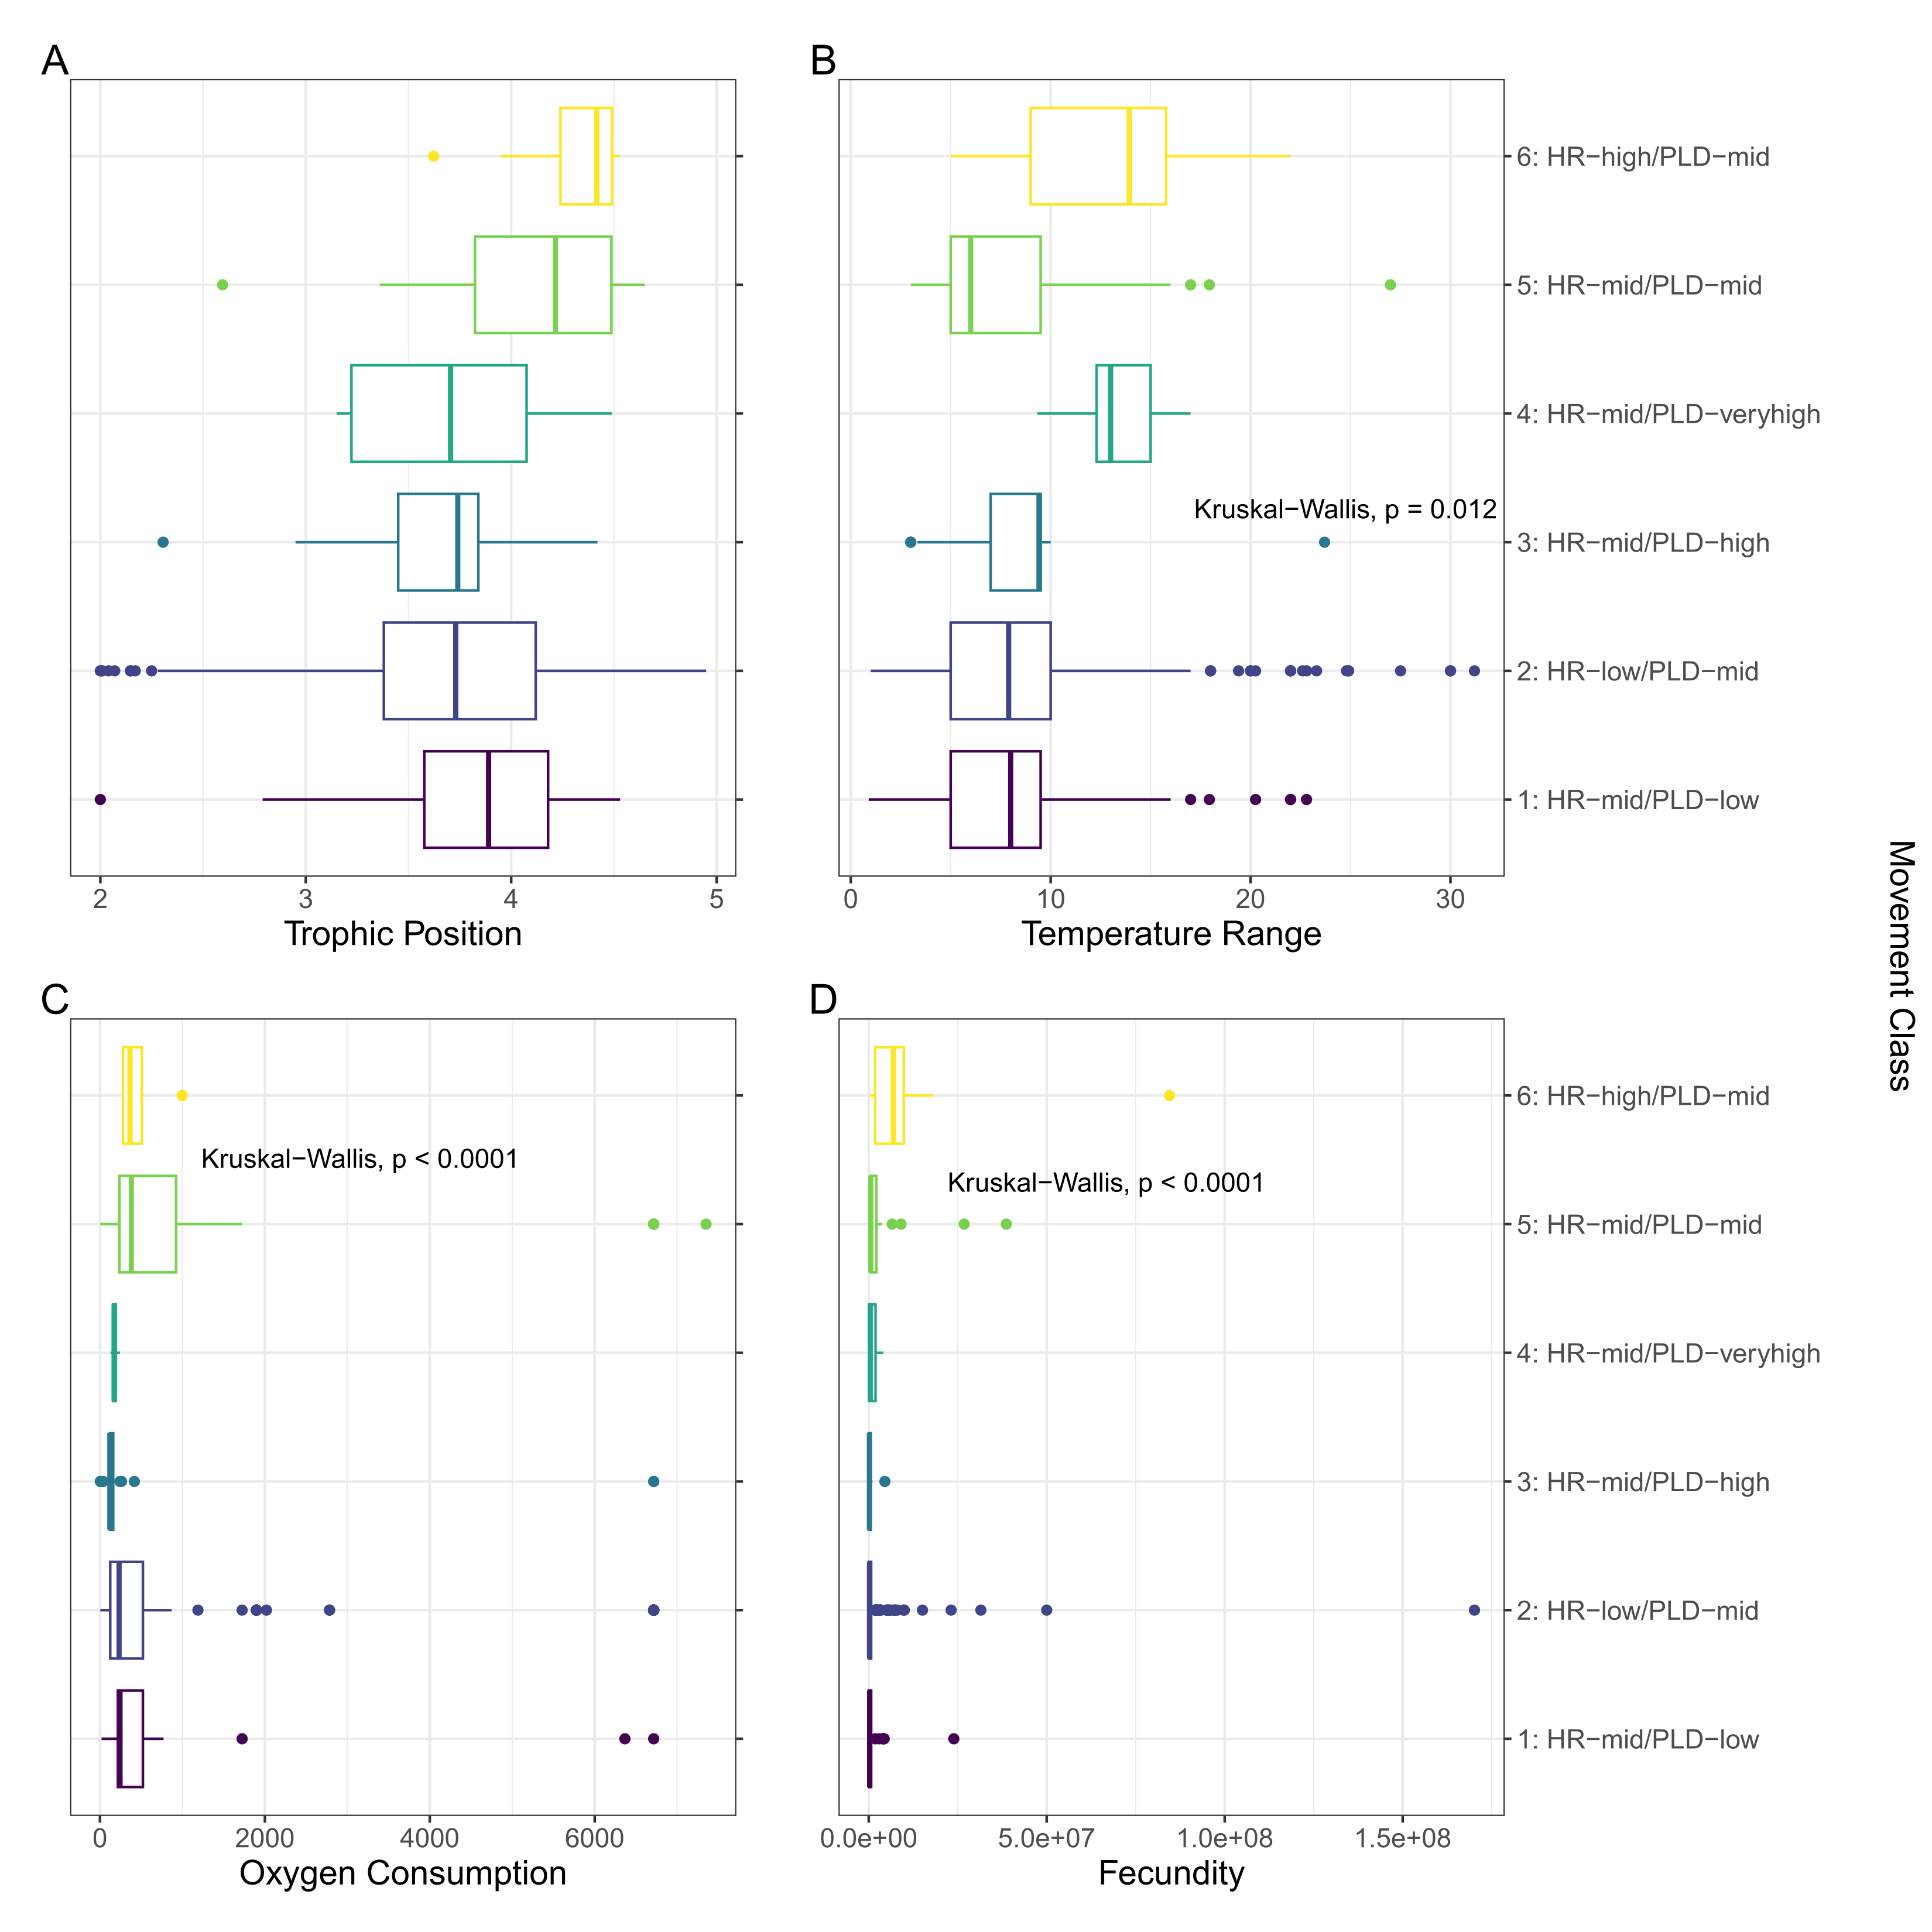 A
B
6: HR−high/PLD−mid
5: HR−mid/PLD−mid
4: HR−mid/PLD−veryhigh
Kruskal−Wallis, p = 0.012
3: HR−mid/PLD−high
2: HR−low/PLD−mid
1: HR−mid/PLD−low
2 3 4 5
0 10 20 30
Trophic Position
Temperature Range
Movement Class
C
D
6: HR−high/PLD−mid
Kruskal−Wallis, p < 0.0001
Kruskal−Wallis, p < 0.0001
5: HR−mid/PLD−mid
4: HR−mid/PLD−veryhigh
3: HR−mid/PLD−high
2: HR−low/PLD−mid
1: HR−mid/PLD−low
0 2000 4000 6000
0.0e+00 5.0e+07 1.0e+08 1.5e+08
Oxygen Consumption
Fecundity